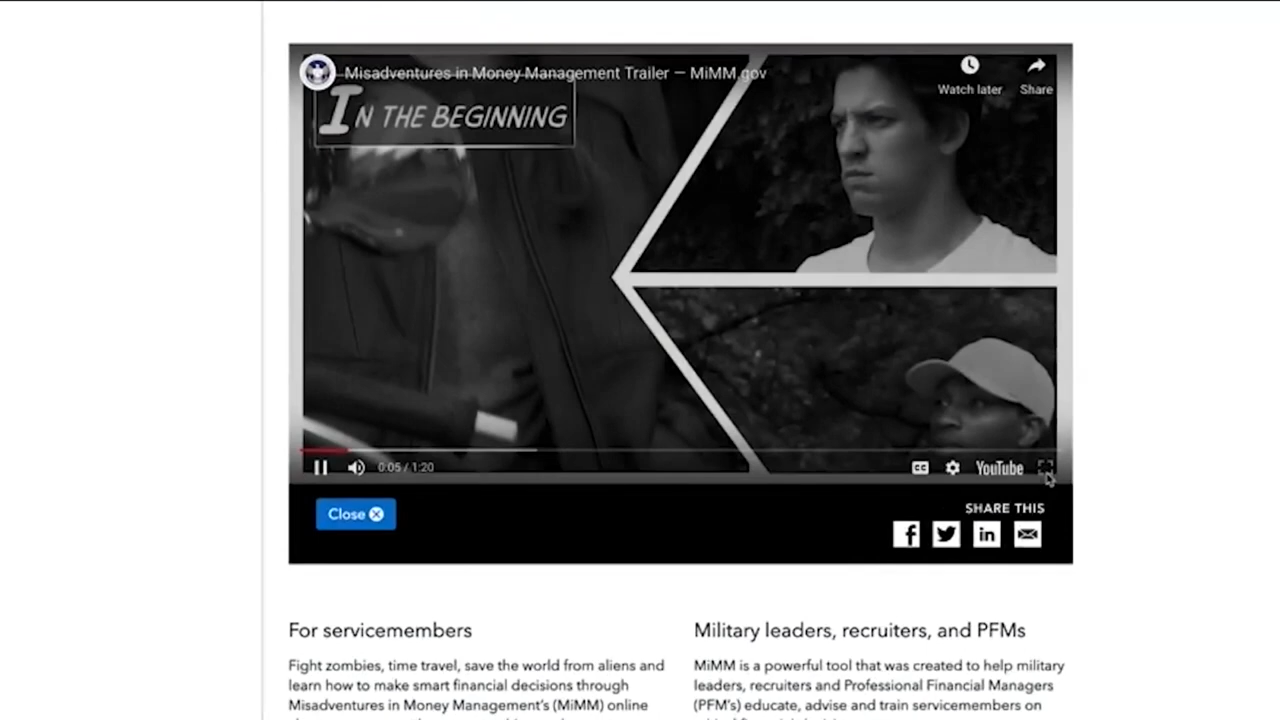 Misadventures in Money Management Trailer — MiMM.gov
Watch later
Share
IN THE BEGINNING
0:05 / 1:20
CC
YouTube
Close
SHARE THIS
For servicemembers
Fight zombies, time travel, save the world from aliens and
learn how to make smart financial decisions through
Misadventures in Money Management's (MiMM) online
Military leaders, recruiters, and PFMs
MiMM is a powerful tool that was created to help military
leaders, recruiters and Professional Financial Managers
(PFM's) educate, advise and train servicemembers on